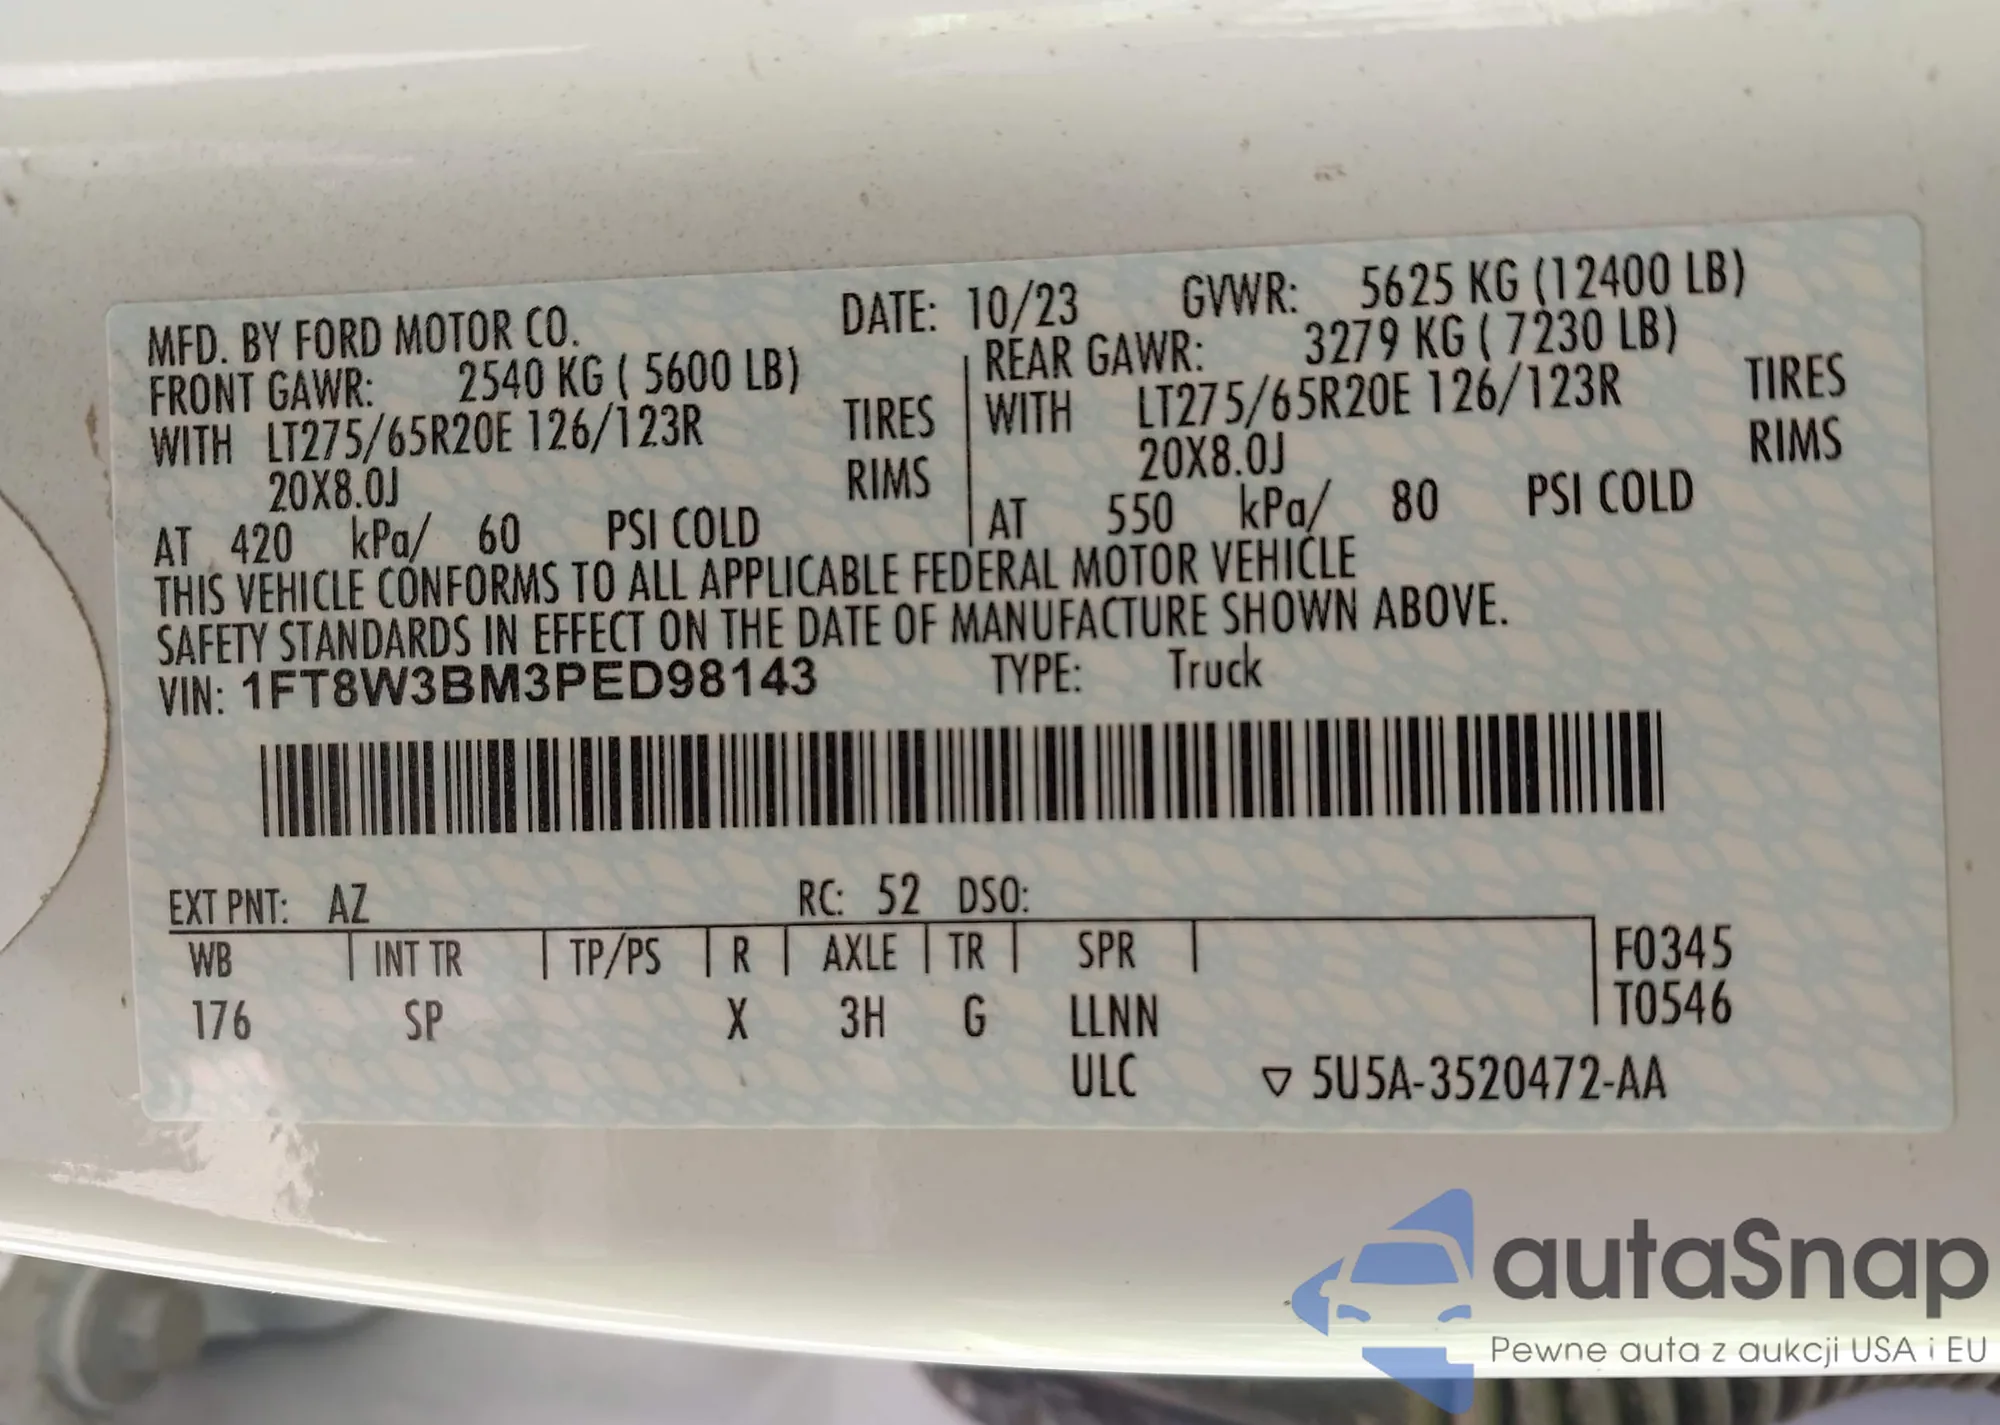 MFD. BY FORD MOTOR CO. DATE: 10/23 GVWR: 5625 KG (12400 LB)
FRONT GAWR: 2540 KG ( 5600 LB) REAR GAWR: 3279 KG ( 7230 LB)
WITH LT275/65R20E 126/123R TIRES WITH LT275/65R20E 126/123R TIRES
20X8.0J RIMS 20X8.0J RIMS
AT 420 kPa/ 60 PSI COLD AT 550 kPa/ 80 PSI COLD
THIS VEHICLE CONFORMS TO ALL APPLICABLE FEDERAL MOTOR VEHICLE
SAFETY STANDARDS IN EFFECT ON THE DATE OF MANUFACTURE SHOWN ABOVE.
VIN: 1FT8W3BM3PED98143 TYPE: Truck
EXT PNT: AZ RC: 52 DSO:
WB INT TR TP/PS R AXLE TR SPR F0345
176 SP X 3H G LLNN T0546
ULC ▽ 5U5A-3520472-AA
autaSnap
Pewne auta z aukcji USA i EU